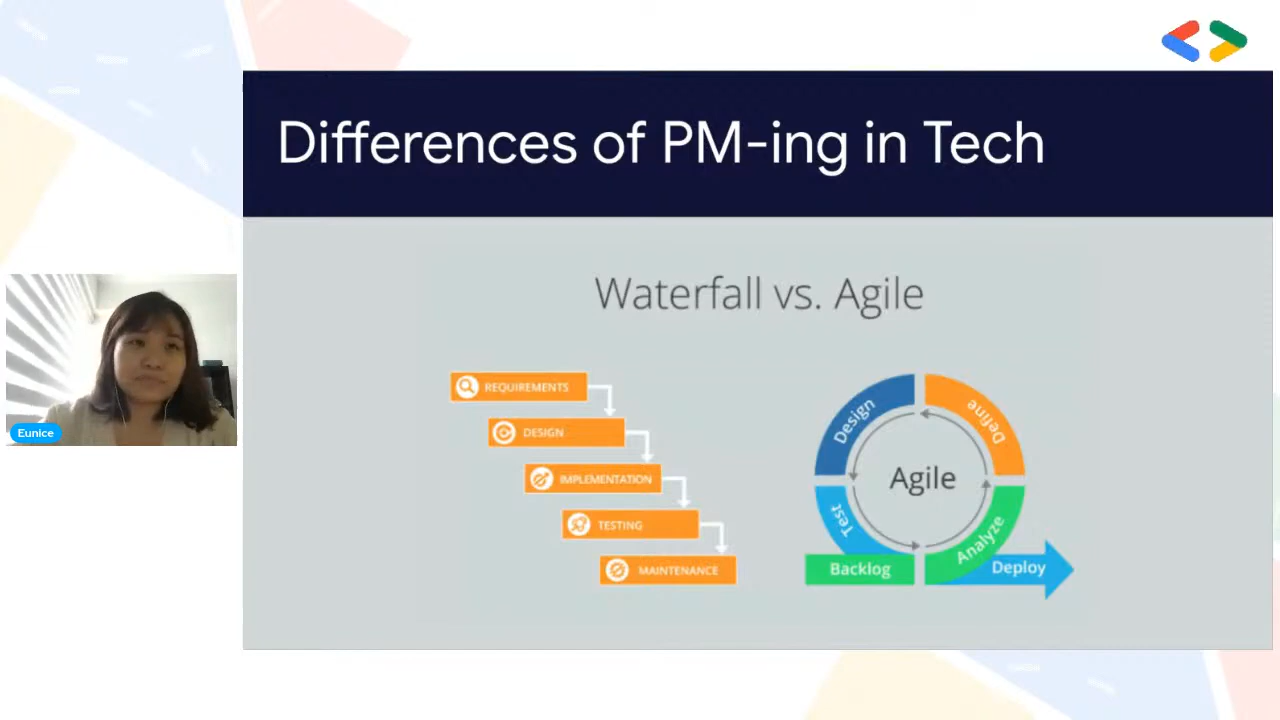 Differences of PM-ing in Tech
Waterfall vs. Agile
REQUIREMENTS
DESIGN
IMPLEMENTATION
TESTING
MAINTENANCE
Design
Define
Agile
Test
Analyze
Backlog
Deploy
Eunice